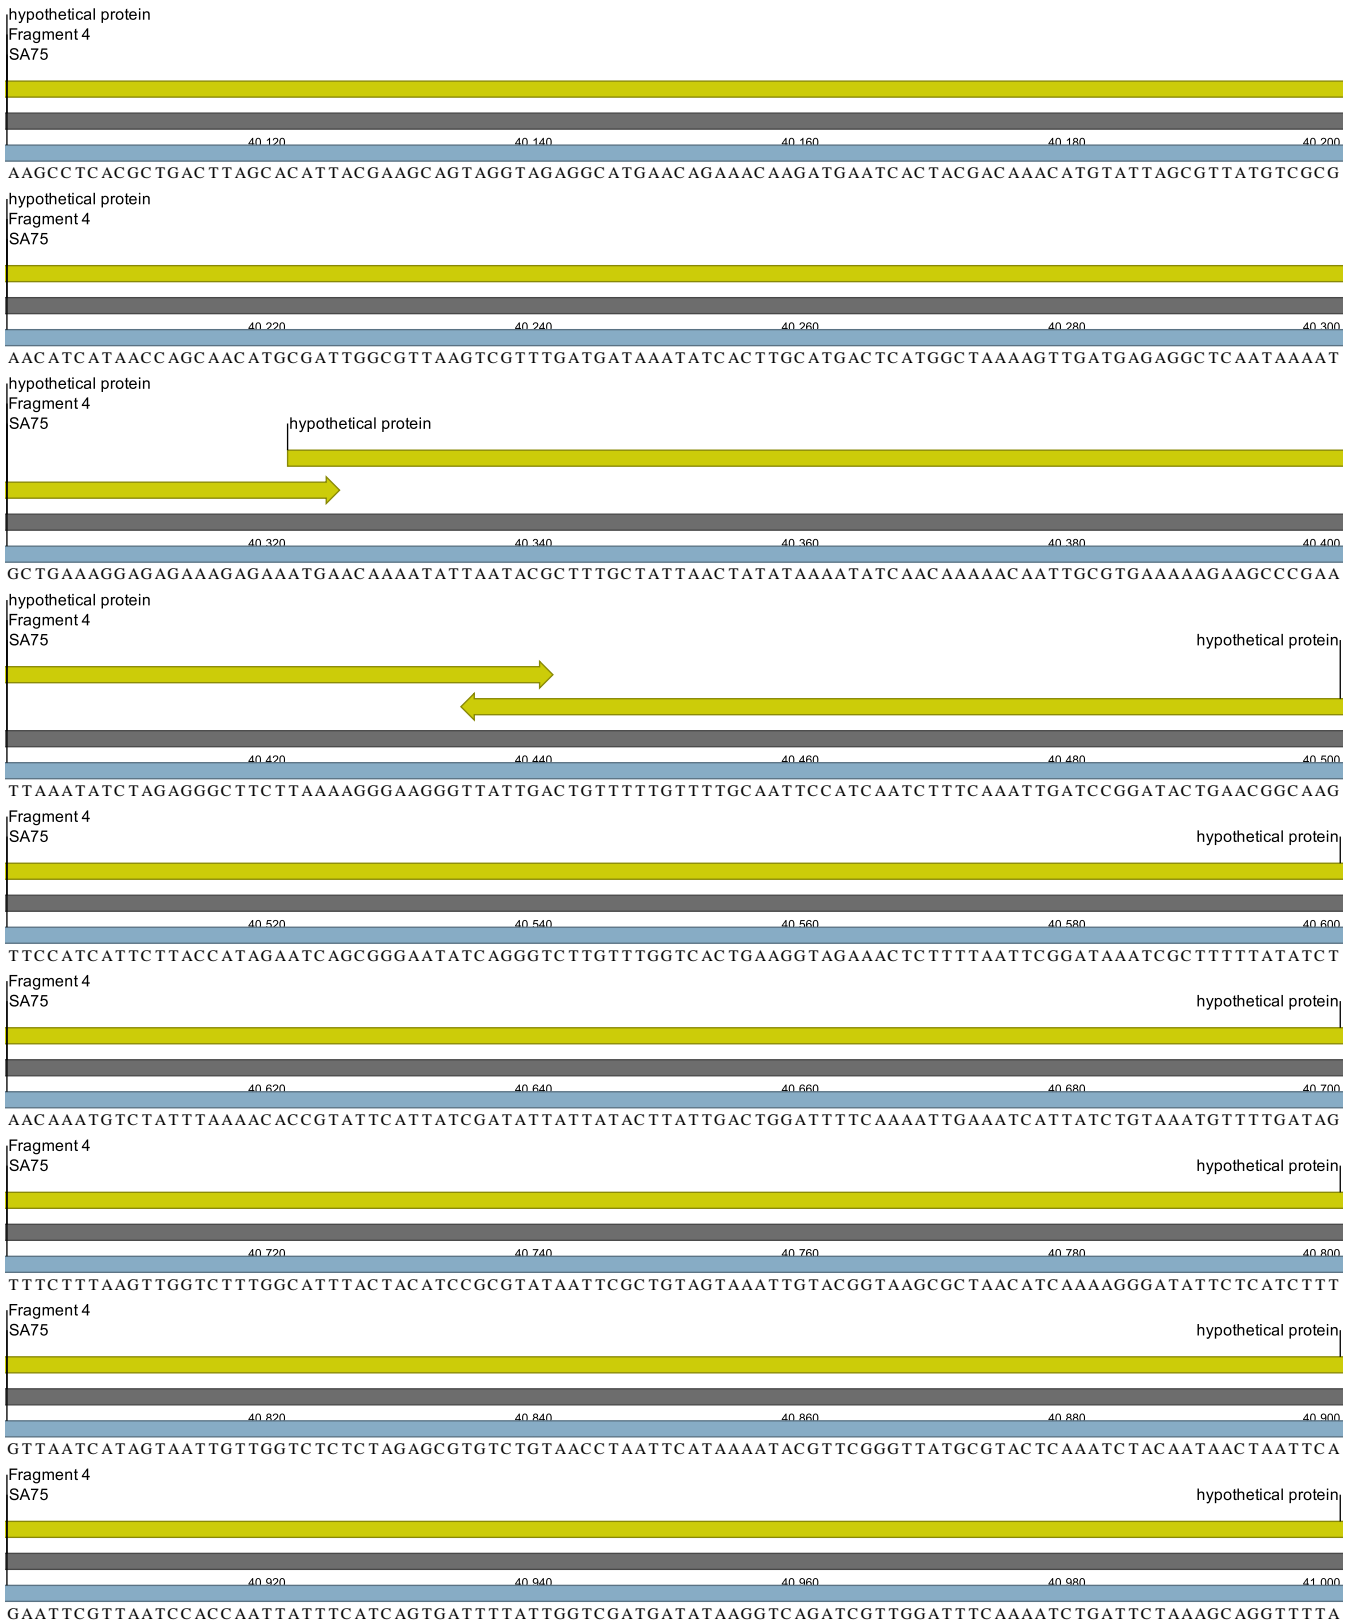 hypothetical protein
Fragment 4
SA75
40.120 40.140 40.160 40.180 40.200
AAGCCTCACGCTGACTTAGCACATTACGAAGCAGTAGGTAGAGGCATGAACAGAAACAAGATGAATCACTACGACAAACATGTATTAGCGTTATGTCGCG
hypothetical protein
Fragment 4
SA75
40.220 40.240 40.260 40.280 40.300
AACATCATAACCAGCAACATGCGATTGGCGTTAAGTCGTTTGATGATAAATATCACTTGCATGACTCATGGCTAAAAGTTGATGAGAGGCTCAATAAAAT
hypothetical protein
Fragment 4
SA75 hypothetical protein
40.320 40.340 40.360 40.380 40.400
GCTGAAAGGAGAGAAAGAGAAATGAACAAAATATTAATACGCTTTGCTATTAACTATATAAAATATCAACAAAAACAATTGCGTGAAAAAGAAGCCCGAA
hypothetical protein
Fragment 4
SA75 hypothetical protein
40.420 40.440 40.460 40.480 40.500
TTAAATATCTAGAGGGCTTCTTAAAAGGGAAGGGTTATTGACTGTTTTTGTTTTGCAATTCCATCAATCTTTCAAATTGATCCGGATACTGAACGGCAAG
Fragment 4
SA75 hypothetical protein
40.520 40.540 40.560 40.580 40.600
TTCCATCATTCTTACCATAGAATCAGCGGGAATATCAGGGTCTTGTTTGGTCACTGAAGGTAGAAACTCTTTTAATTCGGATAAATCGCTTTTTATATCT
Fragment 4
SA75 hypothetical protein
40.620 40.640 40.660 40.680 40.700
AACAAATGTCTATTTAAAACACCGTATTCATTATCGATATTATTATACTTATTGACTGGATTTTCAAAATTGAAATCATTATCTGTAAATGTTTTGATAG
Fragment 4
SA75 hypothetical protein
40.720 40.740 40.760 40.780 40.800
TTTCTTTAAGTTGGTCTTTGGCATTTACTACATCCGCGTATAATTCGCTGTAGTAAATTGTACGGTAAGCGCTAACATCAAAAGGGATATTCTCATCTTT
Fragment 4
SA75 hypothetical protein
40.820 40.840 40.860 40.880 40.900
GTTAATCATAGTAATTGTTGGTCTCTCTAGAGCGTGTCTGTAACCTAATTCATAAAATACGTTCGGGTTATGCGTACTCAAATCTACAATAACTAATTCA
Fragment 4
SA75 hypothetical protein
40.920 40.940 40.960 40.980 41.000
GAATTCGTTAATCCACCAATTATTTCATCAGTGATTTTATTGGTCGATGATATAAGGTCAGATCGTTGGATTTCAAAATCTGATTCTAAAGCAGGTTTTA